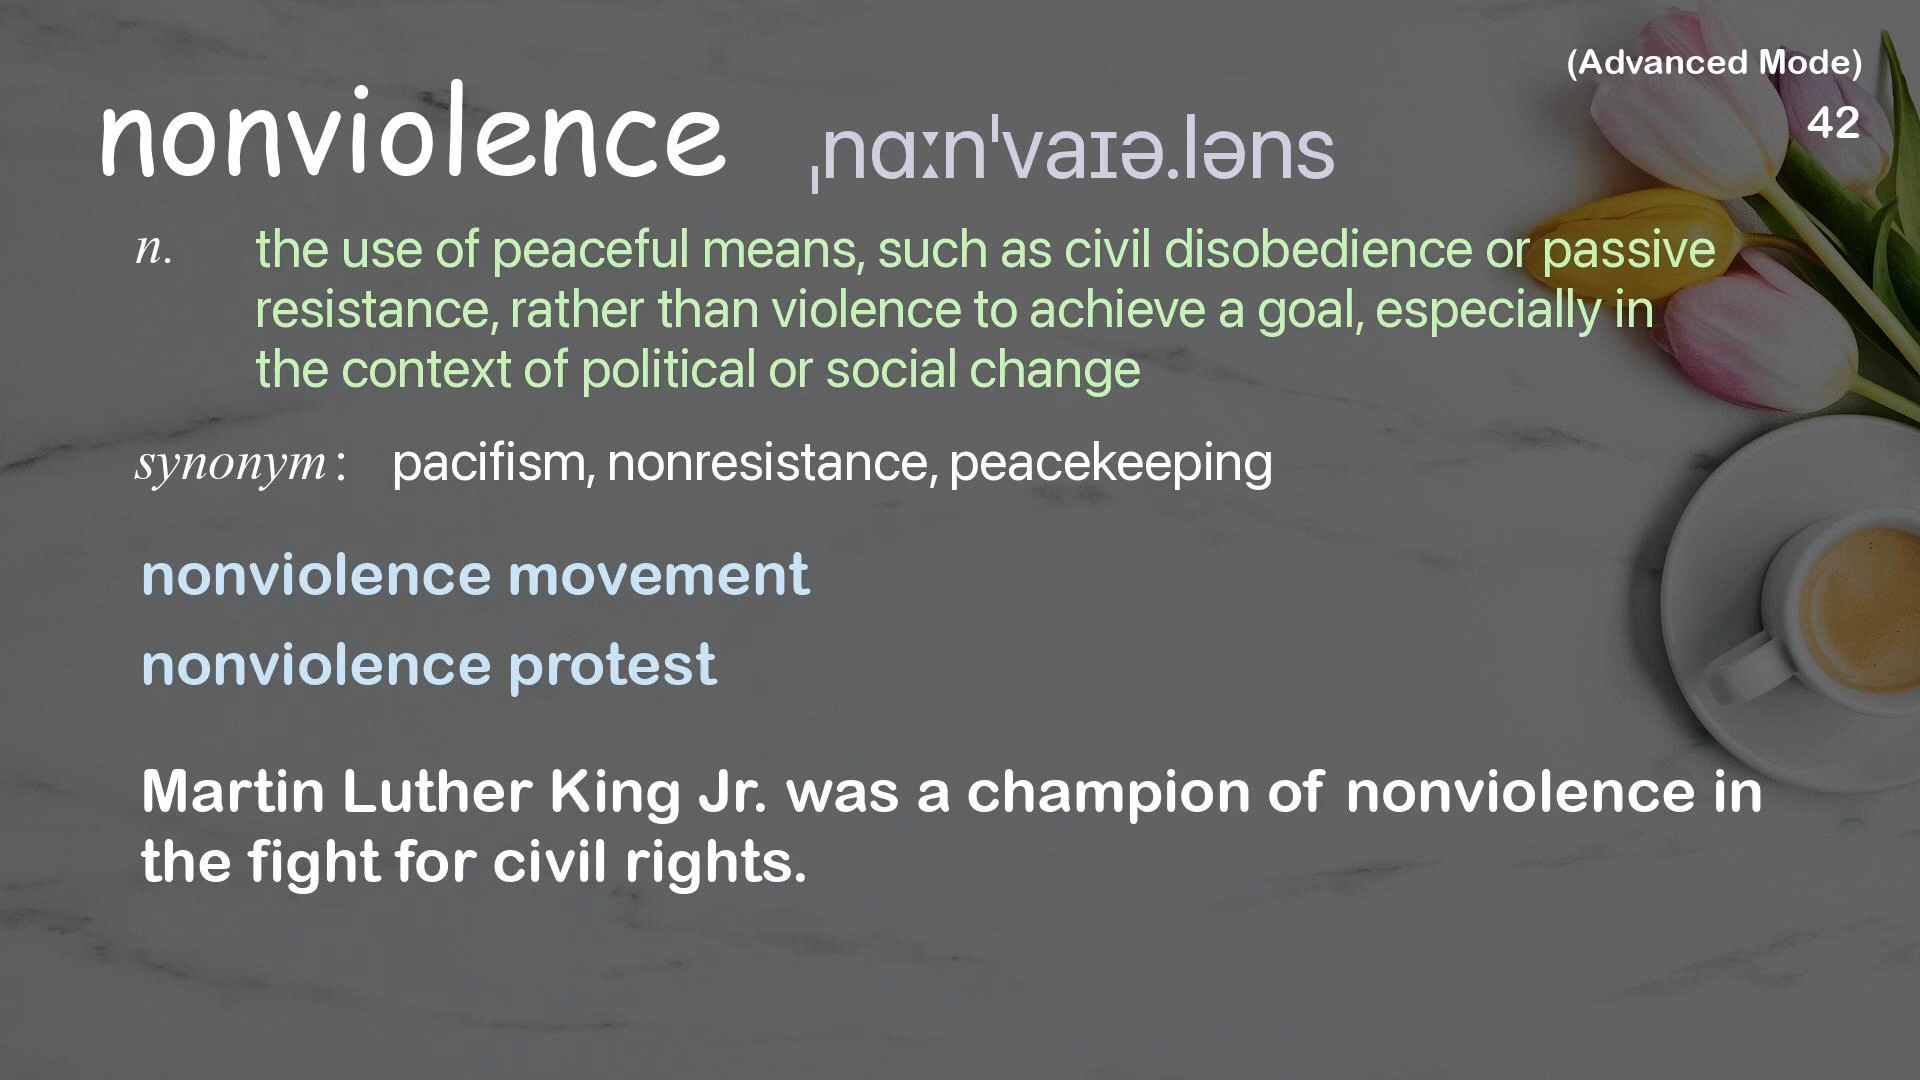 (Advanced Mode)
42
nonviolence ˌnɑːnˈvaɪə.ləns
n. the use of peaceful means, such as civil disobedience or passive
resistance, rather than violence to achieve a goal, especially in
the context of political or social change
synonym: pacifism, nonresistance, peacekeeping
nonviolence movement
nonviolence protest
Martin Luther King Jr. was a champion of nonviolence in
the fight for civil rights.